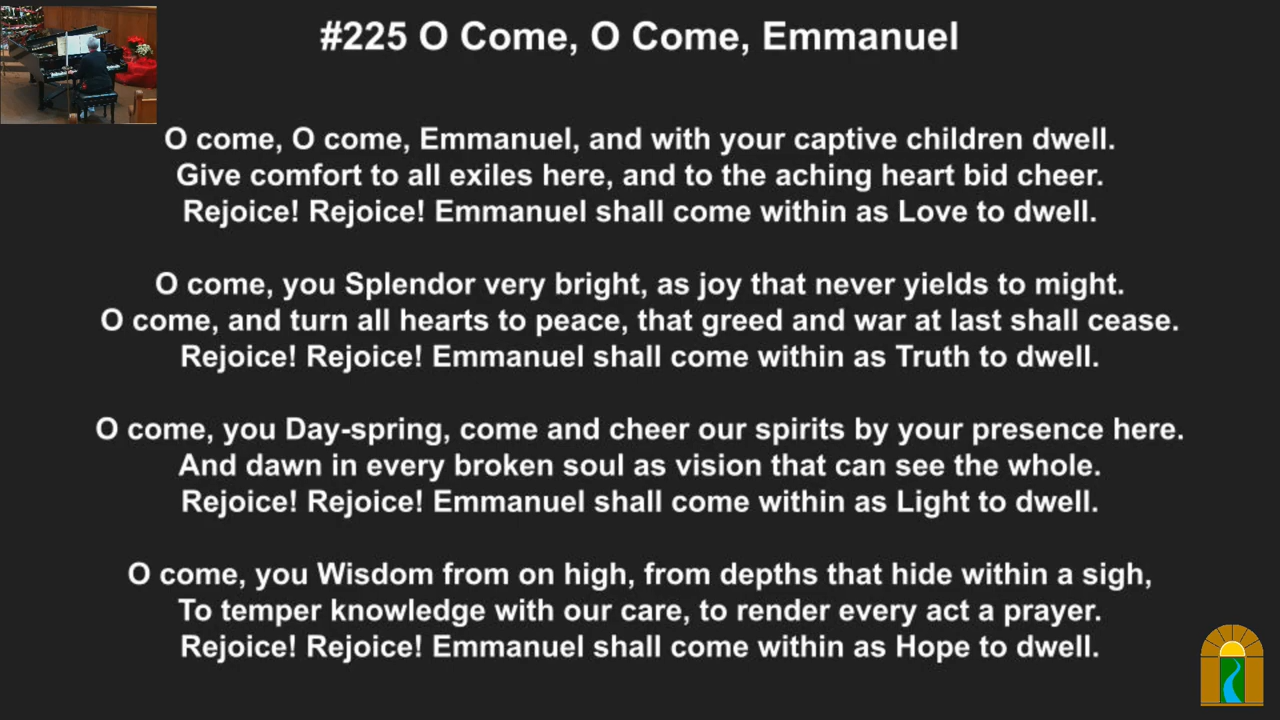 #225 O Come, O Come, Emmanuel
O come, O come, Emmanuel, and with your captive children dwell.
Give comfort to all exiles here, and to the aching heart bid cheer.
Rejoice! Rejoice! Emmanuel shall come within as Love to dwell.
O come, you Splendor very bright, as joy that never yields to might.
O come, and turn all hearts to peace, that greed and war at last shall cease.
Rejoice! Rejoice! Emmanuel shall come within as Truth to dwell.
O come, you Day-spring, come and cheer our spirits by your presence here.
And dawn in every broken soul as vision that can see the whole.
Rejoice! Rejoice! Emmanuel shall come within as Light to dwell.
O come, you Wisdom from on high, from depths that hide within a sigh,
To temper knowledge with our care, to render every act a prayer.
Rejoice! Rejoice! Emmanuel shall come within as Hope to dwell.